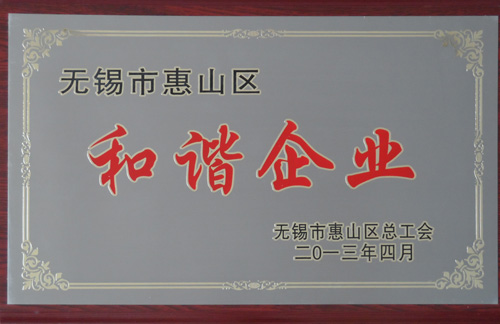 无锡市惠山区
和谐企业
无锡市惠山区总工会
二〇一三年四月